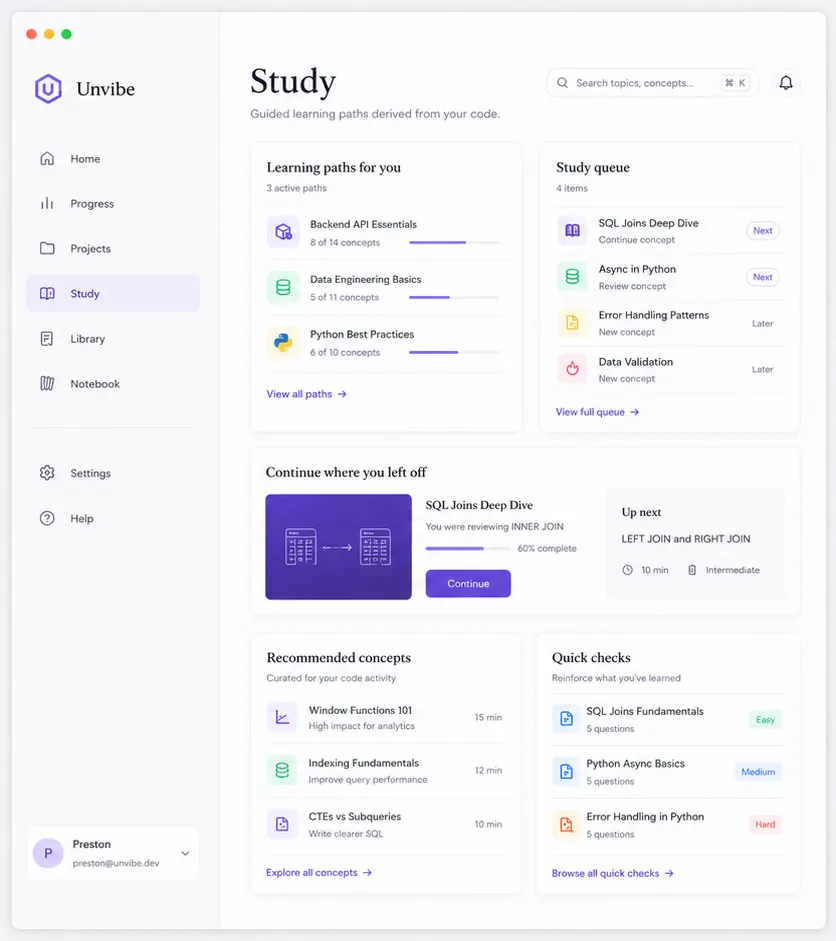 Unvibe
Home
Progress
Projects
Study
Library
Notebook
Settings
Help
P
Preston
preston@unvibe.dev
Study
Guided learning paths derived from your code.
Search topics, concepts...
⌘ K
Learning paths for you
3 active paths
Backend API Essentials
8 of 14 concepts
Data Engineering Basics
5 of 11 concepts
Python Best Practices
6 of 10 concepts
View all paths →
Study queue
4 items
SQL Joins Deep Dive
Continue concept
Next
Async in Python
Review concept
Next
Error Handling Patterns
New concept
Later
Data Validation
New concept
Later
View full queue →
Continue where you left off
SQL Joins Deep Dive
You were reviewing INNER JOIN
60% complete
Continue
Up next
LEFT JOIN and RIGHT JOIN
10 min
Intermediate
Recommended concepts
Curated for your code activity
Window Functions 101
High impact for analytics
15 min
Indexing Fundamentals
Improve query performance
12 min
CTEs vs Subqueries
Write clearer SQL
10 min
Explore all concepts →
Quick checks
Reinforce what you've learned
SQL Joins Fundamentals
5 questions
Easy
Python Async Basics
5 questions
Medium
Error Handling in Python
5 questions
Hard
Browse all quick checks →